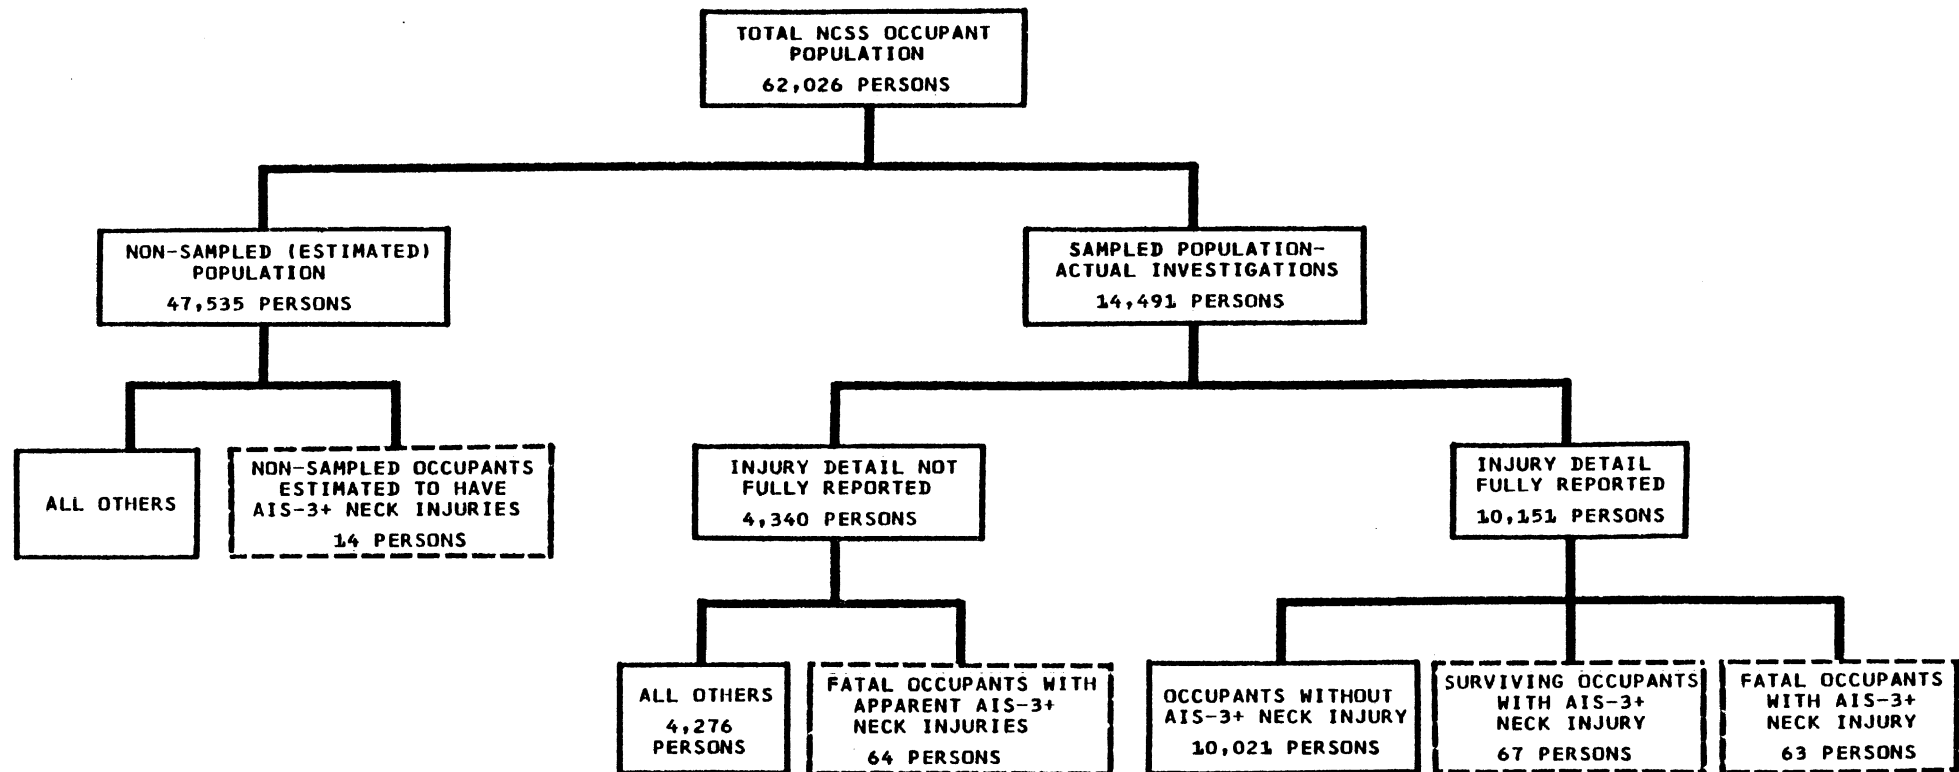 TOTAL NCSS OCCUPANT
POPULATION
62,026 PERSONS
NON-SAMPLED (ESTIMATED)
POPULATION
47,535 PERSONS
SAMPLED POPULATION-
ACTUAL INVESTIGATIONS
14,491 PERSONS
ALL OTHERS
NON-SAMPLED OCCUPANTS
ESTIMATED TO HAVE
AIS-3+ NECK INJURIES
14 PERSONS
INJURY DETAIL NOT
FULLY REPORTED
4,340 PERSONS
INJURY DETAIL
FULLY REPORTED
10,151 PERSONS
ALL OTHERS
4,276
PERSONS
FATAL OCCUPANTS WITH
APPARENT AIS-3+
NECK INJURIES
64 PERSONS
OCCUPANTS WITHOUT
AIS-3+ NECK INJURY
10,021 PERSONS
SURVIVING OCCUPANTS
WITH AIS-3+
NECK INJURY
67 PERSONS
FATAL OCCUPANTS
WITH AIS-3+
NECK INJURY
63 PERSONS